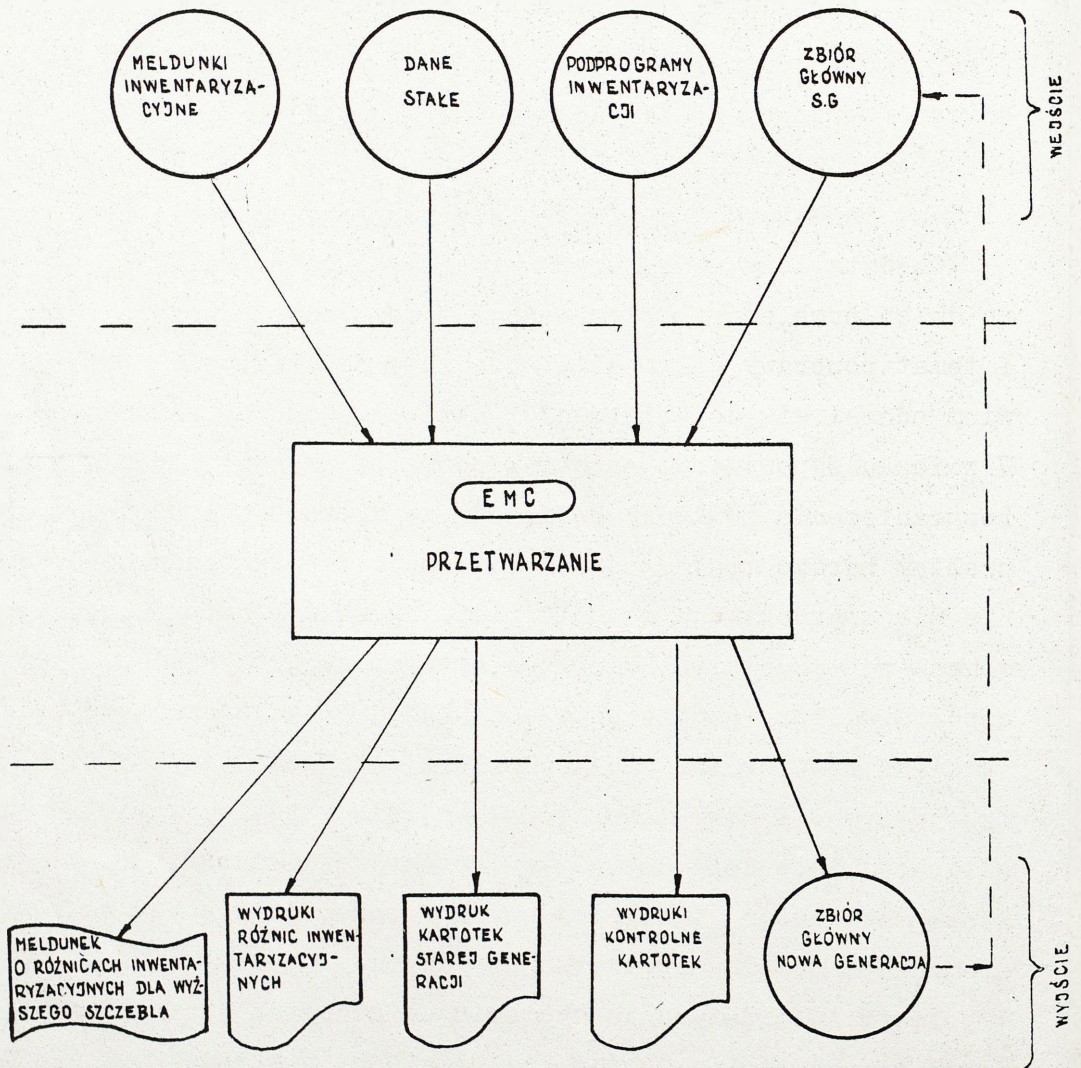 MELDUNKI
INWENTARYZA-
CYJNE
DANE
STAŁE
PODPROGRAMY
INWENTARYZA-
CJI
ZBIÓR
GŁÓWNY
S.G
WEJŚCIE
EMC
PRZETWARZANIE
MELDUNEK
O RÓŻNICACH INWENTA-
RYZACYJNYCH DLA WYŻ-
SZEGO SZCZEBLA
WYDRUKI
RÓŻNIC INWEN-
TARYZACYJ-
NYCH
WYDRUK
KARTOTEK
STAREJ GENE-
RACJI
WYDRUKI
KONTROLNE
KARTOTEK
ZBIÓR
GŁÓWNY
NOWA GENERACJA
WYJŚCIE